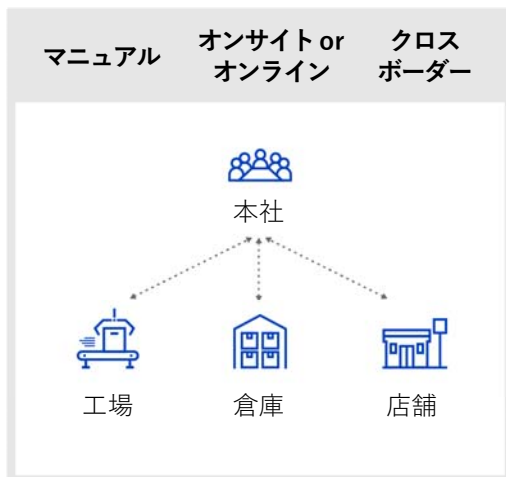 マニュアル
オンサイト or
オンライン
クロス
ボーダー
本社
工場
倉庫
店舗